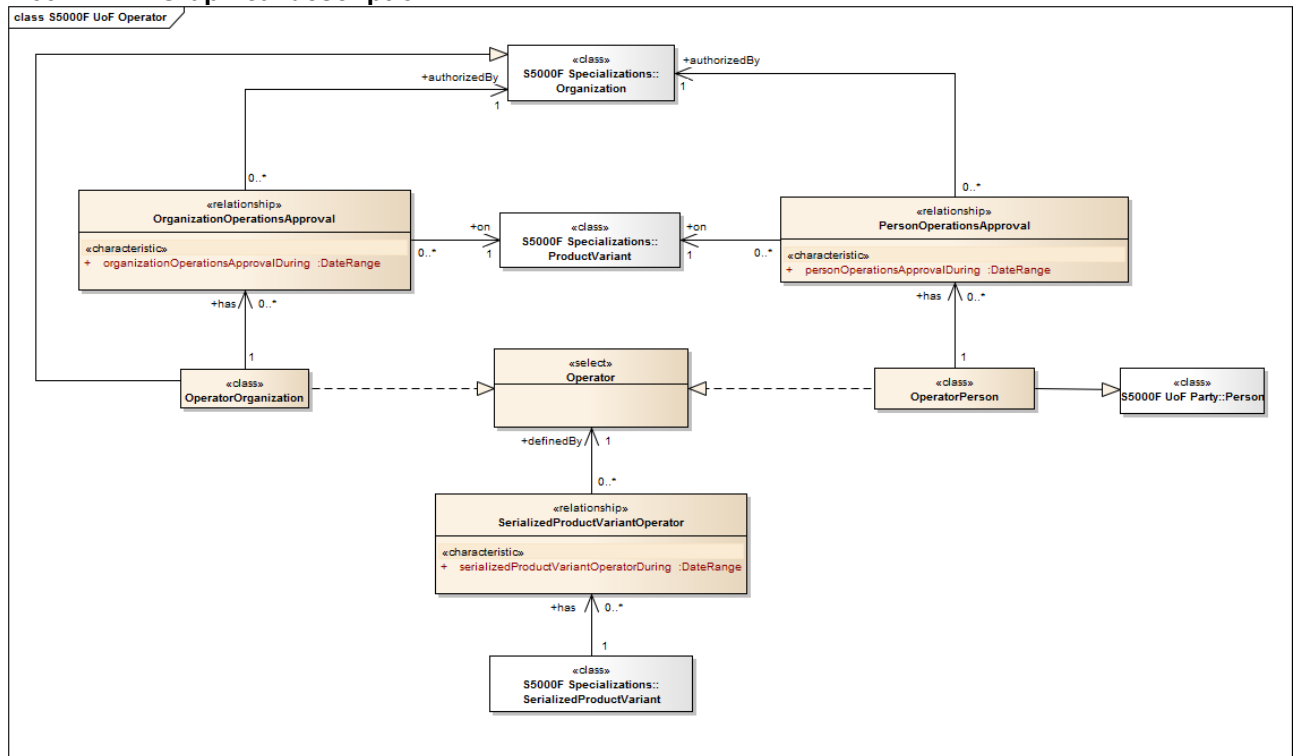 class S5000F UoF Operator
«class»
S5000F Specializations::
Organization
+authorizedBy
1
+authorizedBy
1
0..*
0..*
«relationship»
OrganizationOperationsApproval
«characteristic»
+ organizationOperationsApprovalDuring :DateRange
+on
0..*
1
«class»
S5000F Specializations::
ProductVariant
+on
1
0..*
«relationship»
PersonOperationsApproval
«characteristic»
+ personOperationsApprovalDuring :DateRange
+has
0..*
1
«class»
OperatorOrganization
«select»
Operator
+has
0..*
1
«class»
OperatorPerson
«class»
S5000F UoF Party::Person
+definedBy
1
0..*
«relationship»
SerializedProductVariantOperator
«characteristic»
+ serializedProductVariantOperatorDuring :DateRange
+has
0..*
1
«class»
S5000F Specializations::
SerializedProductVariant